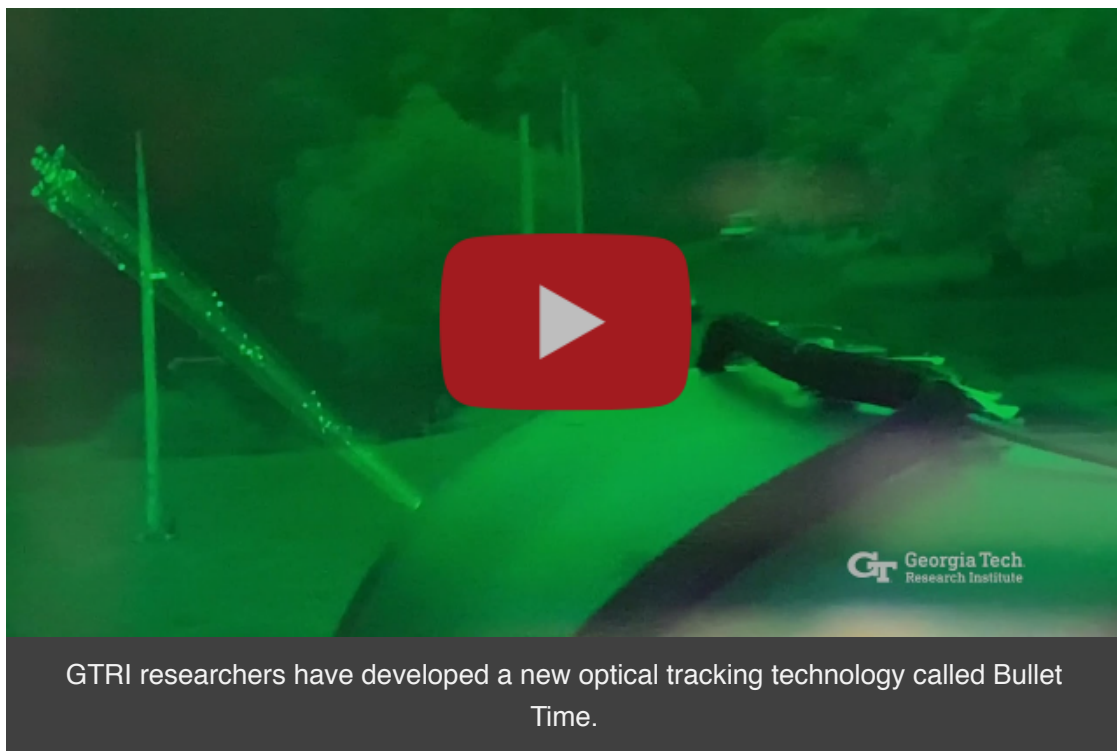 Georgia Tech
Research Institute
GTRI researchers have developed a new optical tracking technology called Bullet
Time.